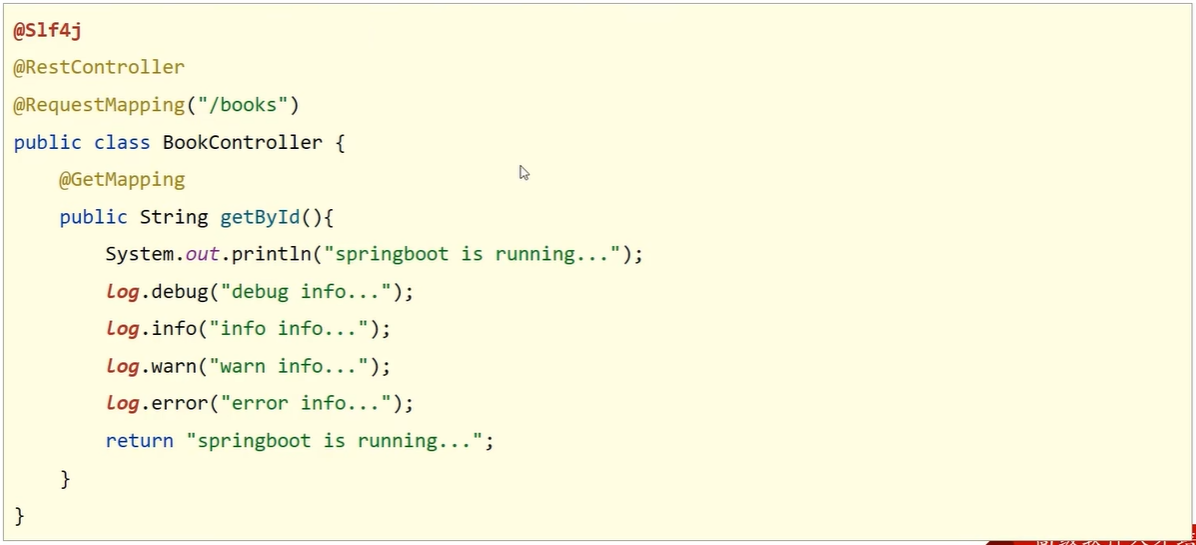 @Slf4j
@RestController
@RequestMapping("/books")
public class BookController {
    @GetMapping
    public String getById(){
        System.out.println("springboot is running...");
        log.debug("debug info...");
        log.info("info info...");
        log.warn("warn info...");
        log.error("error info...");
        return "springboot is running...";
    }
}